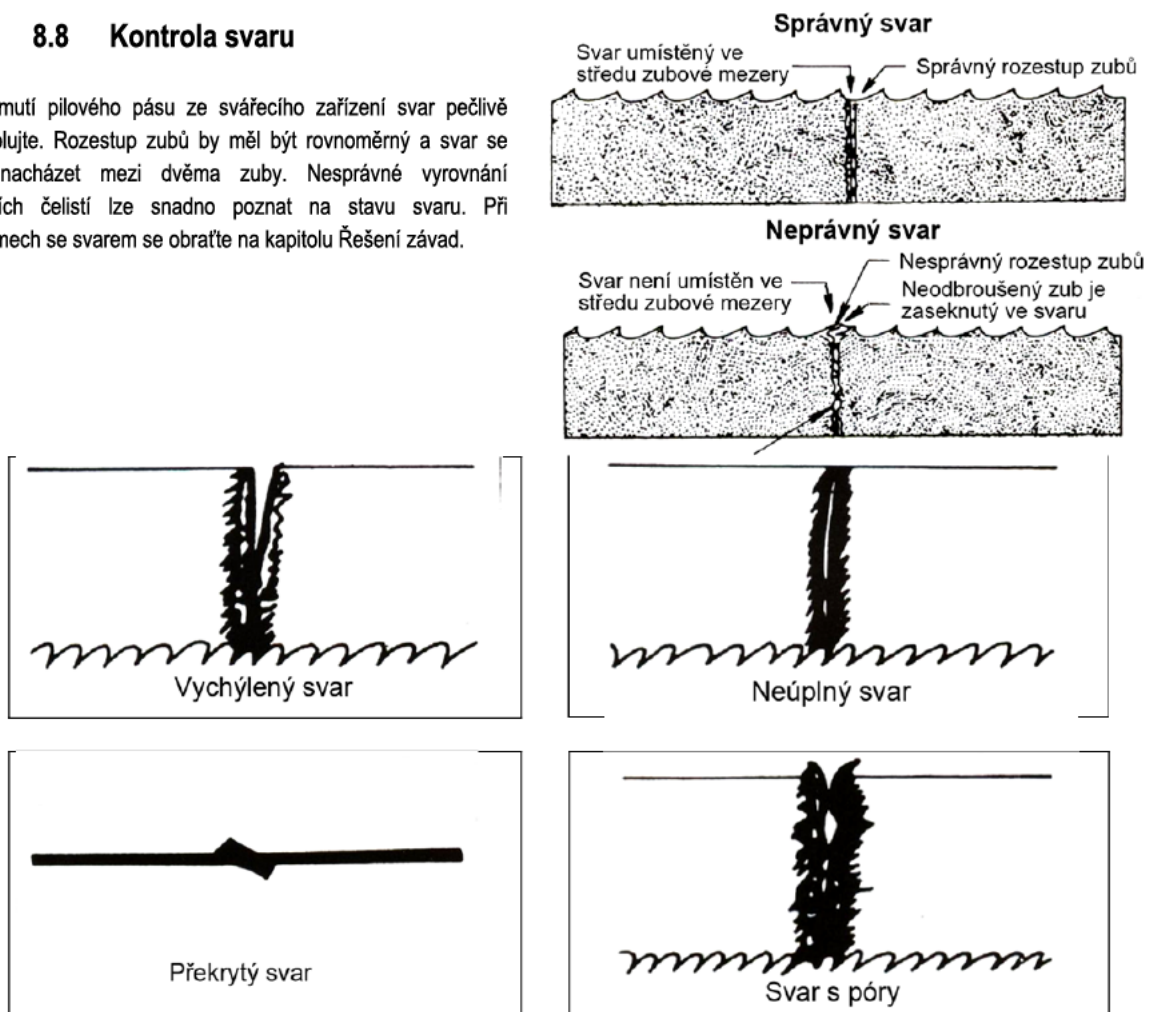 8.8 Kontrola svaru
mutí pilového pásu ze svářecího zařízení svar pečlivě
olujte. Rozestup zubů by měl být rovnoměrný a svar se
nacházet mezi dvěma zuby. Nesprávné vyrovnání
ích čelistí lze snadno poznat na stavu svaru. Při
mech se svarem se obraťte na kapitolu Řešení závad.
Správný svar
Svar umístěný ve
středu zubové mezery
Správný rozestup zubů
Neprávný svar
Svar není umístěn ve
středu zubové mezery
Nesprávný rozestup zubů
Neodbroušený zub je
zaseknutý ve svaru
Vychýlený svar
Neúplný svar
Překrytý svar
Svar s póry